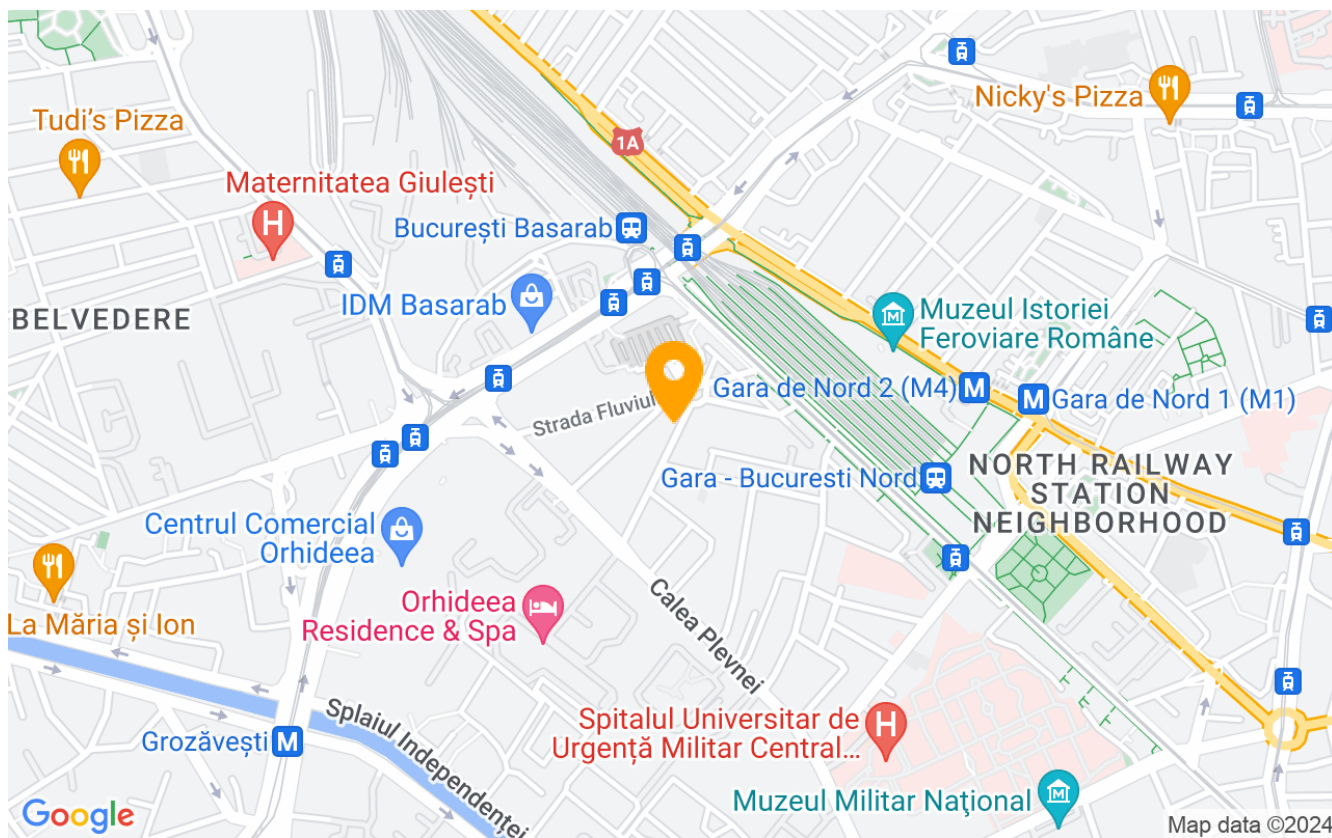 1A
Nicky's Pizza
Tudi's Pizza
Maternitatea Giulești
H
București Basarab
IDM Basarab
BELVEDERE
Muzeul Istoriei
Feroviare Române
Gara de Nord 2 (M4)
M
M
Gara de Nord 1 (M1)
Strada Fluviul
Gara - Bucuresti Nord
NORTH RAILWAY
STATION
NEIGHBORHOOD
Centrul Comercial
Orhideea
Orhideea
Residence & Spa
La Măria și Ion
Calea Plevnei
Splaiul Independenței
Grozăvești
M
Spitalul Universitar de
Urgență Militar Central...
H
Muzeul Militar Naţional
Google
Map data ©2024